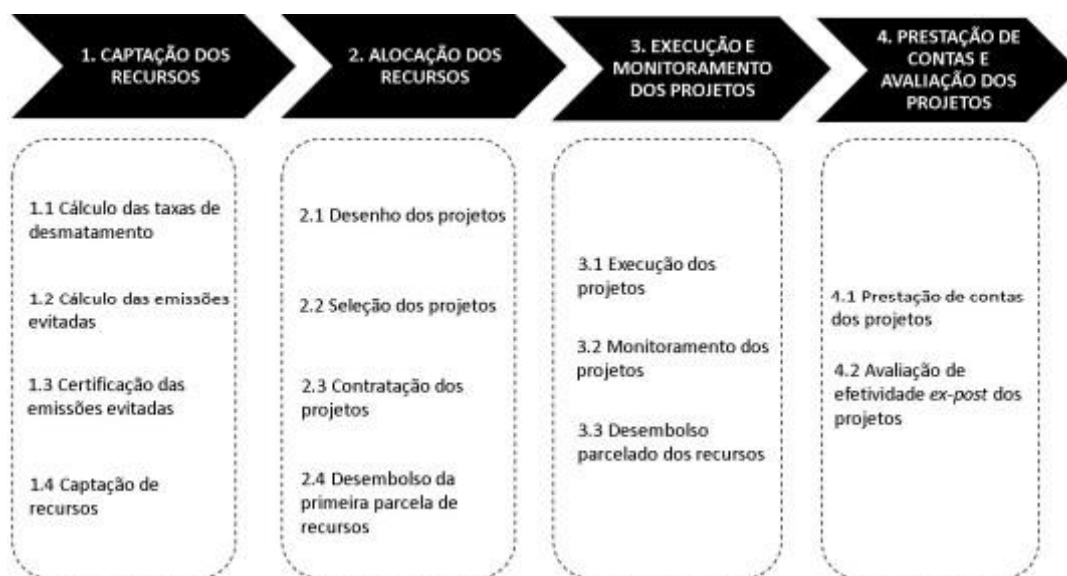 1. CAPTAÇÃO DOS
RECURSOS
2. ALOCAÇÃO DOS
RECURSOS
3. EXECUÇÃO E
MONITORAMENTO
DOS PROJETOS
4. PRESTAÇÃO DE
CONTAS E
AVALIAÇÃO DOS
PROJETOS
1.1 Cálculo das taxas de
desmatamento
1.2 Cálculo das emissões
evitadas
1.3 Certificação das
emissões evitadas
1.4 Captação de
recursos
2.1 Desenho dos projetos
2.2 Seleção dos projetos
2.3 Contratação dos
projetos
2.4 Desembolso da
primeira parcela de
recursos
3.1 Execução dos
projetos
3.2 Monitoramento dos
projetos
3.3 Desembolso
parcelado dos recursos
4.1 Prestação de contas
dos projetos
4.2 Avaliação de
efetividade ex-post dos
projetos